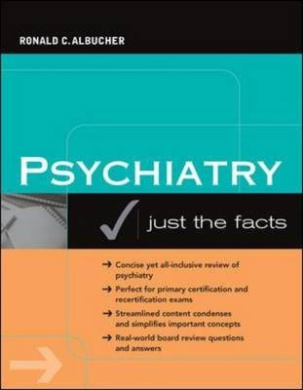 RONALD C. ALBUCHER
PSYCHIATRY
just the facts
Concise yet all-inclusive review of
psychiatry
Perfect for primary certification and
recertification exams
Streamlined content condenses
and simplifies important concepts
Real-world board review questions
and answers